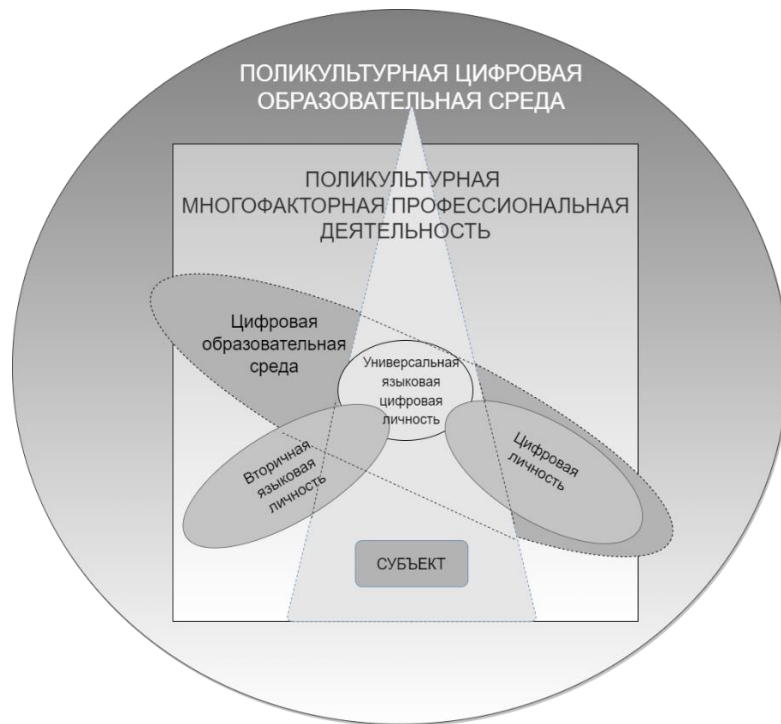 ПОЛИКУЛЬТУРНАЯ ЦИФРОВАЯ
ОБРАЗОВАТЕЛЬНАЯ СРЕДА
ПОЛИКУЛЬТУРНАЯ
МНОГОФАКТОРНАЯ ПРОФЕССИОНАЛЬНАЯ
ДЕЯТЕЛЬНОСТЬ
Цифровая
образовательная
среда
Универсальная
языковая
цифровая
личность
Вторичная
языковая
личность
Цифровая
личность
СУБЪЕКТ